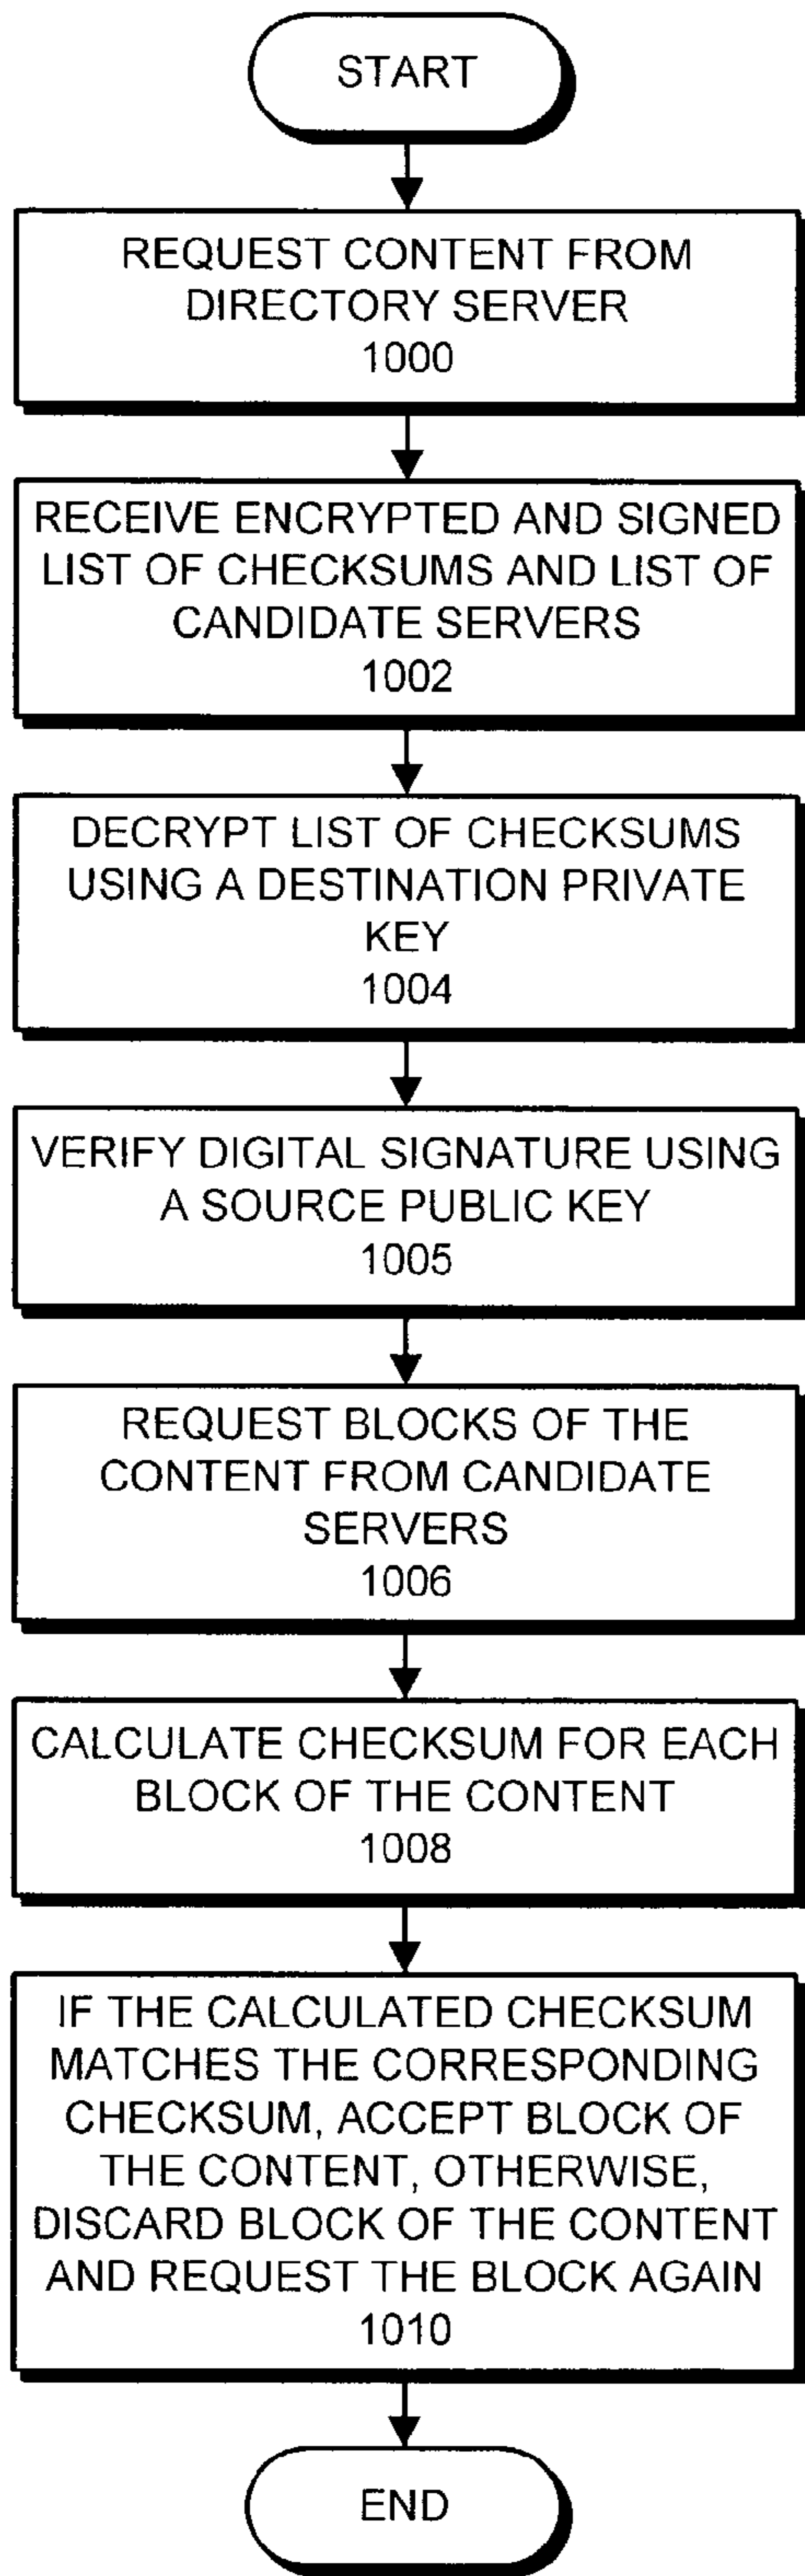 START
REQUEST CONTENT FROM
DIRECTORY SERVER
1000
RECEIVE ENCRYPTED AND SIGNED
LIST OF CHECKSUMS AND LIST OF
CANDIDATE SERVERS
1002
DECRYPT LIST OF CHECKSUMS
USING A DESTINATION PRIVATE
KEY
1004
VERIFY DIGITAL SIGNATURE USING
A SOURCE PUBLIC KEY
1005
REQUEST BLOCKS OF THE
CONTENT FROM CANDIDATE
SERVERS
1006
CALCULATE CHECKSUM FOR EACH
BLOCK OF THE CONTENT
1008
IF THE CALCULATED CHECKSUM
MATCHES THE CORRESPONDING
CHECKSUM, ACCEPT BLOCK OF
THE CONTENT, OTHERWISE,
DISCARD BLOCK OF THE CONTENT
AND REQUEST THE BLOCK AGAIN
1010
END